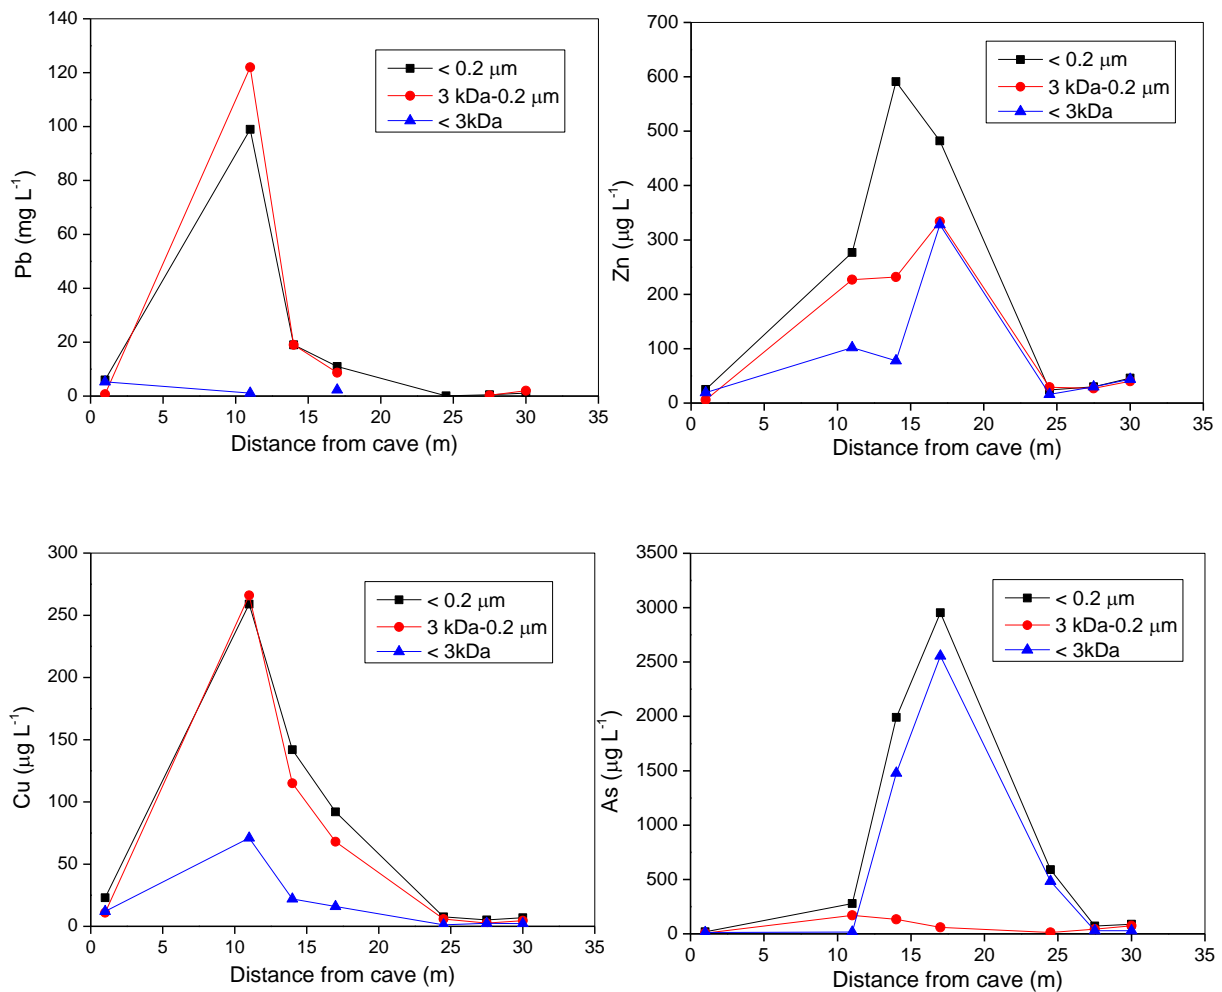 140
120
100
80
60
40
20
0
Pb (mg L⁻¹)
< 0.2 μm
3 kDa-0.2 μm
< 3kDa
0 5 10 15 20 25 30 35
Distance from cave (m)
700
600
500
400
300
200
100
0
Zn (μg L⁻¹)
< 0.2 μm
3 kDa-0.2 μm
< 3kDa
0 5 10 15 20 25 30 35
Distance from cave (m)
300
250
200
150
100
50
0
Cu (μg L⁻¹)
< 0.2 μm
3 kDa-0.2 μm
< 3kDa
0 5 10 15 20 25 30 35
Distance from cave (m)
3500
3000
2500
2000
1500
1000
500
0
As (μg L⁻¹)
< 0.2 μm
3 kDa-0.2 μm
< 3kDa
0 5 10 15 20 25 30 35
Distance from cave (m)